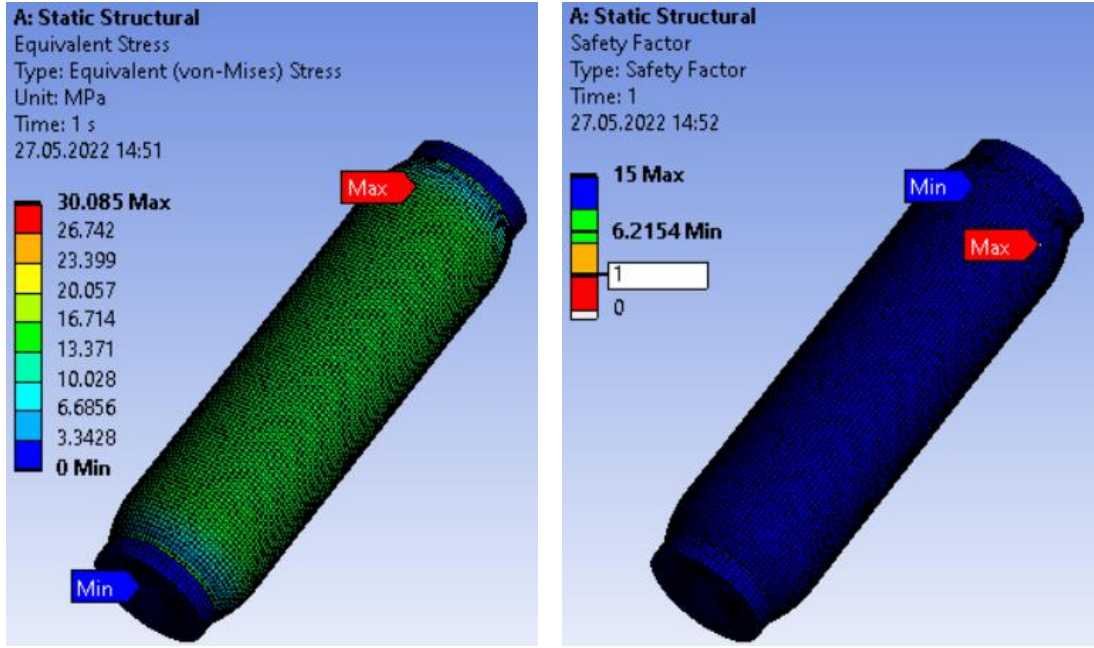 A: Static Structural
Equivalent Stress
Type: Equivalent (von-Mises) Stress
Unit: MPa
Time: 1 s
27.05.2022 14:51
30.085 Max
26.742
23.399
20.057
16.714
13.371
10.028
6.6856
3.3428
0 Min
Max
Min
A: Static Structural
Safety Factor
Type: Safety Factor
Time: 1
27.05.2022 14:52
15 Max
6.2154 Min
1
0
Min
Max